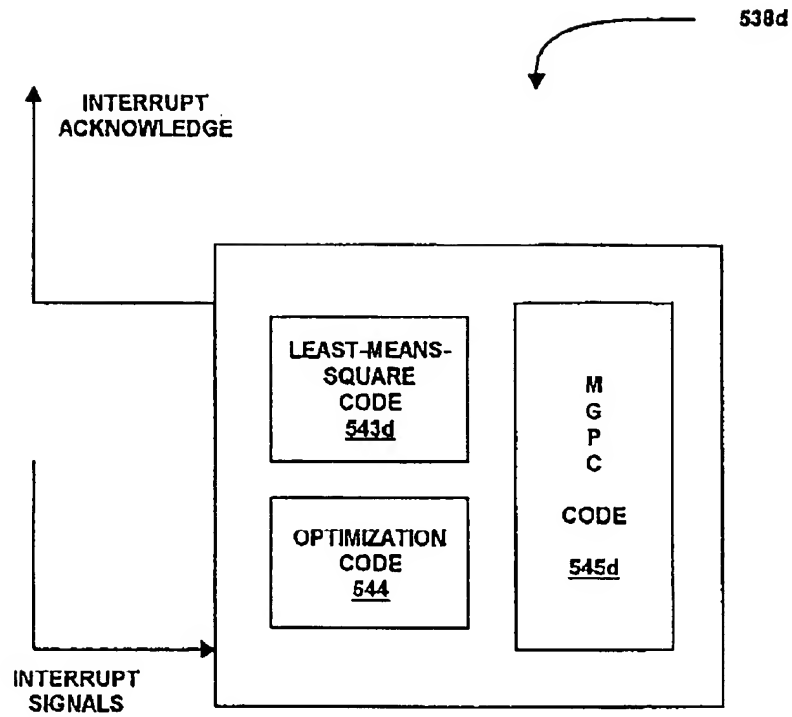 538d
INTERRUPT
ACKNOWLEDGE
LEAST-MEANS-
SQUARE
CODE
543d
OPTIMIZATION
CODE
544
M
G
P
C
CODE
545d
INTERRUPT
SIGNALS